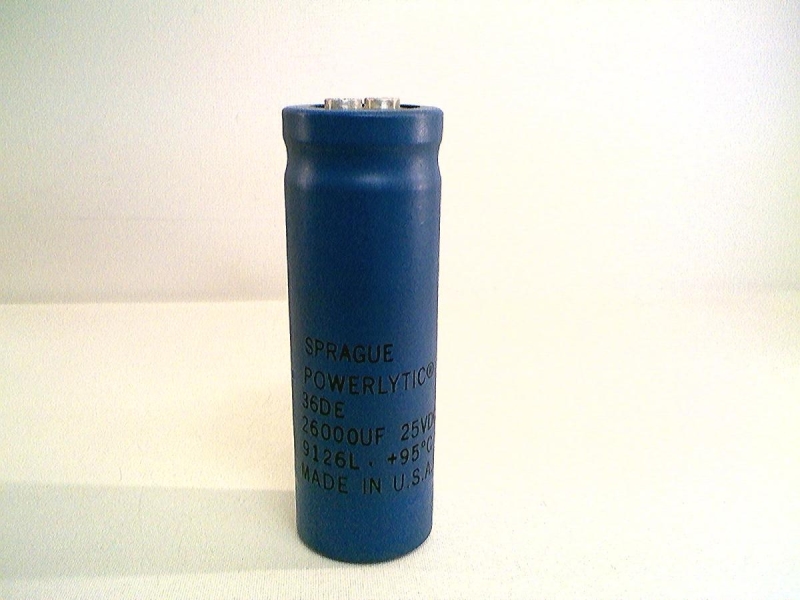 SPRAGUE
POWERLYTIC®
36DE
26000UF 25VDC
9126L . +95°C
MADE IN U.S.A.